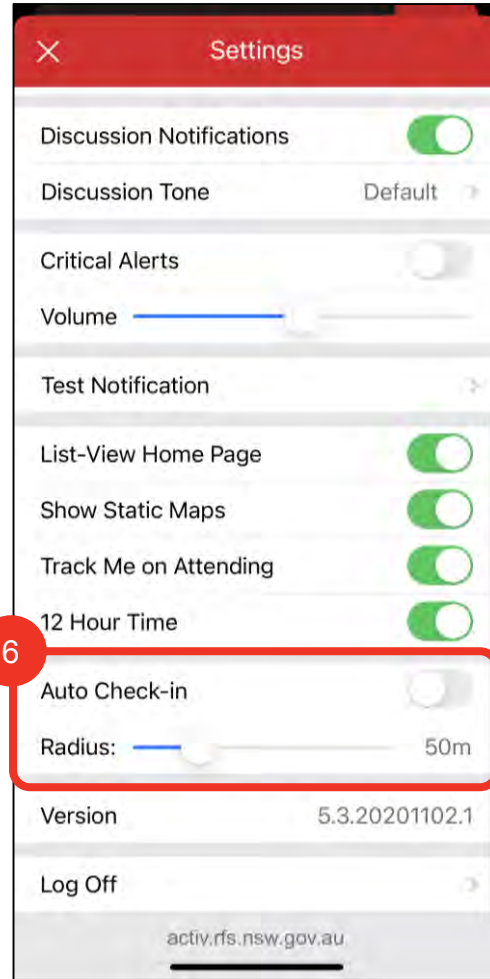 Settings
Discussion Notifications
Discussion Tone Default
Critical Alerts
Volume
Test Notification
List-View Home Page
Show Static Maps
Track Me on Attending
12 Hour Time
6
Auto Check-in
Radius: 50m
Version 5.3.20201102.1
Log Off
activ.rfs.nsw.gov.au